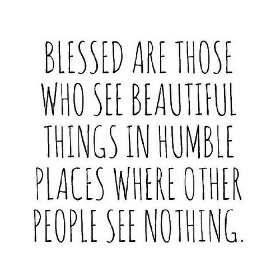 BLESSED ARE THOSE
WHO SEE BEAUTIFUL
THINGS IN HUMBLE
PLACES WHERE OTHER
PEOPLE SEE NOTHING.